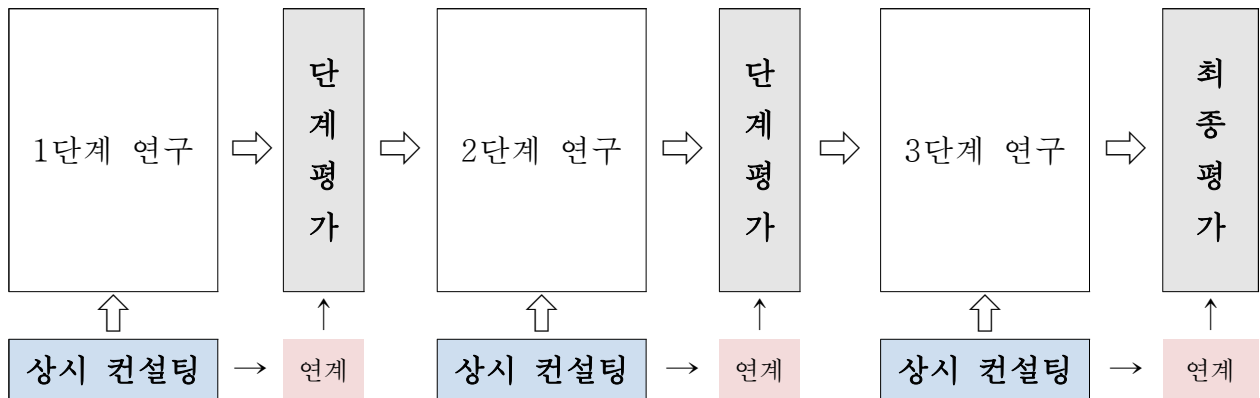 1단계 연구
단계평가
2단계 연구
단계평가
3단계 연구
최종평가
상시 컨설팅
연계
상시 컨설팅
연계
상시 컨설팅
연계